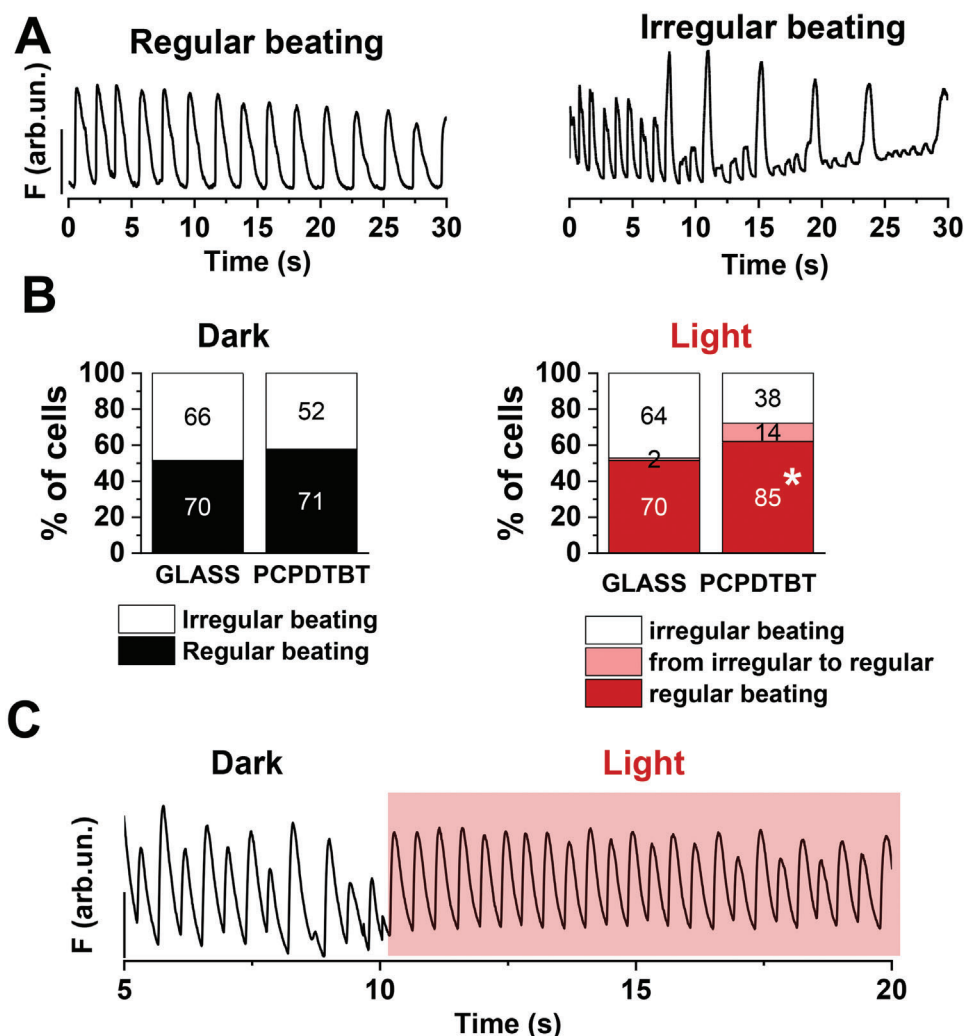 A
Regular beating
Irregular beating
F (arb.un.)
0 5 10 15 20 25 30
0 5 10 15 20 25 30
Time (s)
Time (s)
B
Dark
Light
% of cells
100
80
60
40
20
0
66
52
70
71
GLASS PCPDTBT
Irregular beating
Regular beating
% of cells
100
80
60
40
20
0
64
38
2
14
70
85 *
GLASS PCPDTBT
irregular beating
from irregular to regular
regular beating
C
Dark
Light
F (arb.un.)
5 10 15 20
Time (s)